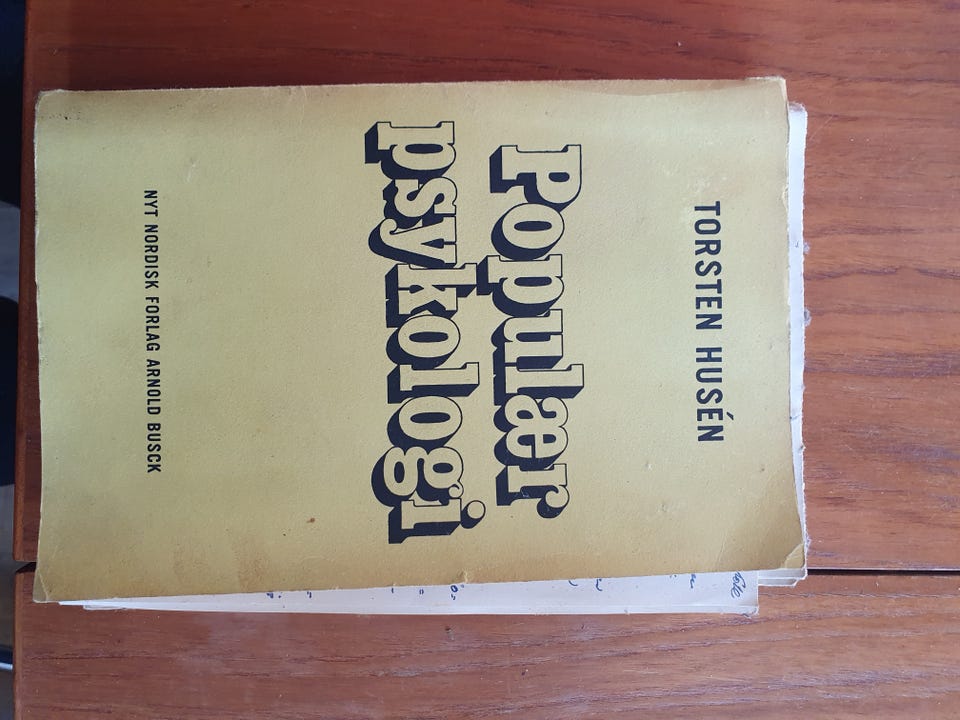 TORSTEN HUSÉN
Populær
psykologi
NYT NORDISK FORLAG ARNOLD BUSCK